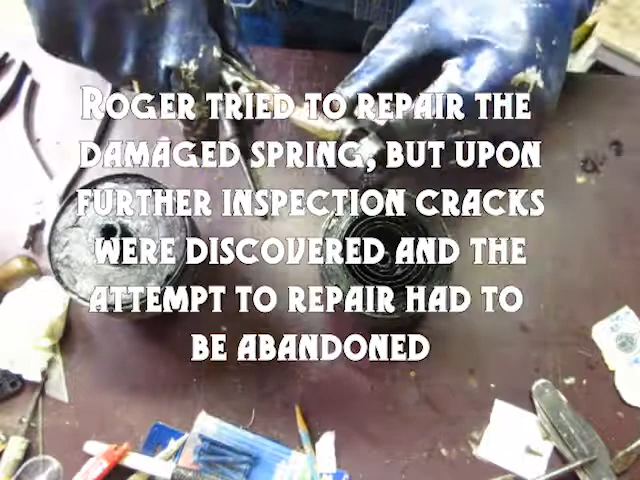 Roger tried to repair the
damaged spring, but upon
further inspection cracks
were discovered and the
attempt to repair had to
be abandoned